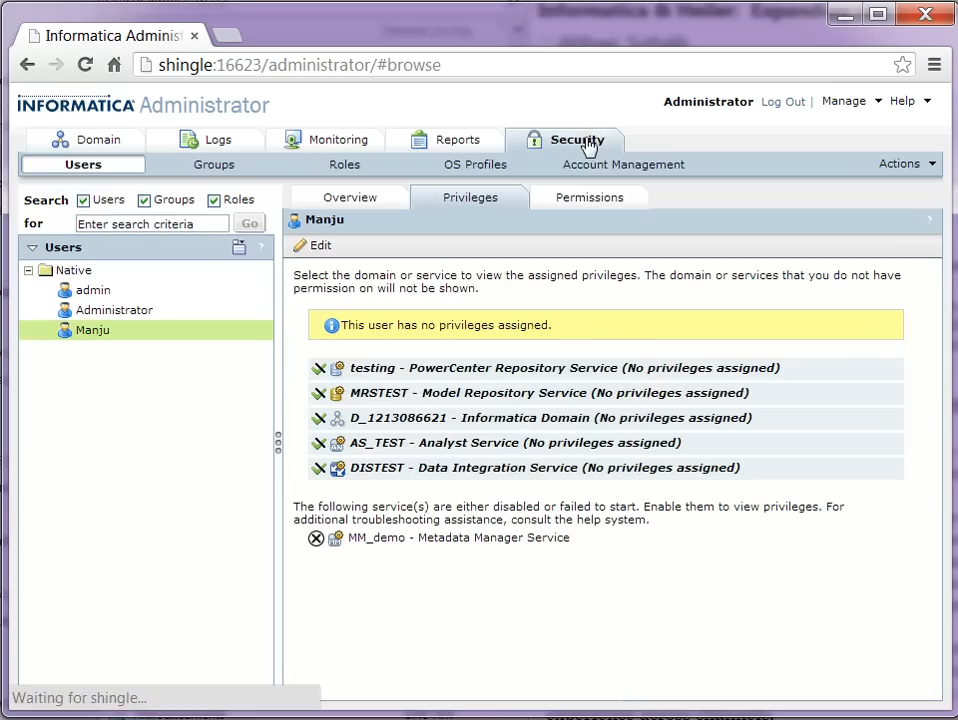 Informatica & Heiler: Expanding
Informatica Adminis
shingle:16623/administrator/#browse
INFORMATICA Administrator
Administrator Log Out | Manage Help
Domain Logs Monitoring Reports Security
Users Groups Roles OS Profiles Account Management Actions
Search Users Groups Roles
for Enter search criteria Go
Overview Privileges Permissions
Users ?
Manju ?
Edit
Native
admin
Administrator
Manju
Select the domain or service to view the assigned privileges. The domain or services that you do not have
permission on will not be shown.
This user has no privileges assigned.
testing - PowerCenter Repository Service (No privileges assigned)
MRSTEST - Model Repository Service (No privileges assigned)
D_1213086621 - Informatica Domain (No privileges assigned)
AS_TEST - Analyst Service (No privileges assigned)
DISTEST - Data Integration Service (No privileges assigned)
The following service(s) are either disabled or failed to start. Enable them to view privileges. For
additional troubleshooting assistance, consult the help system.
MM_demo - Metadata Manager Service
Waiting for shingle...
experience across channels.